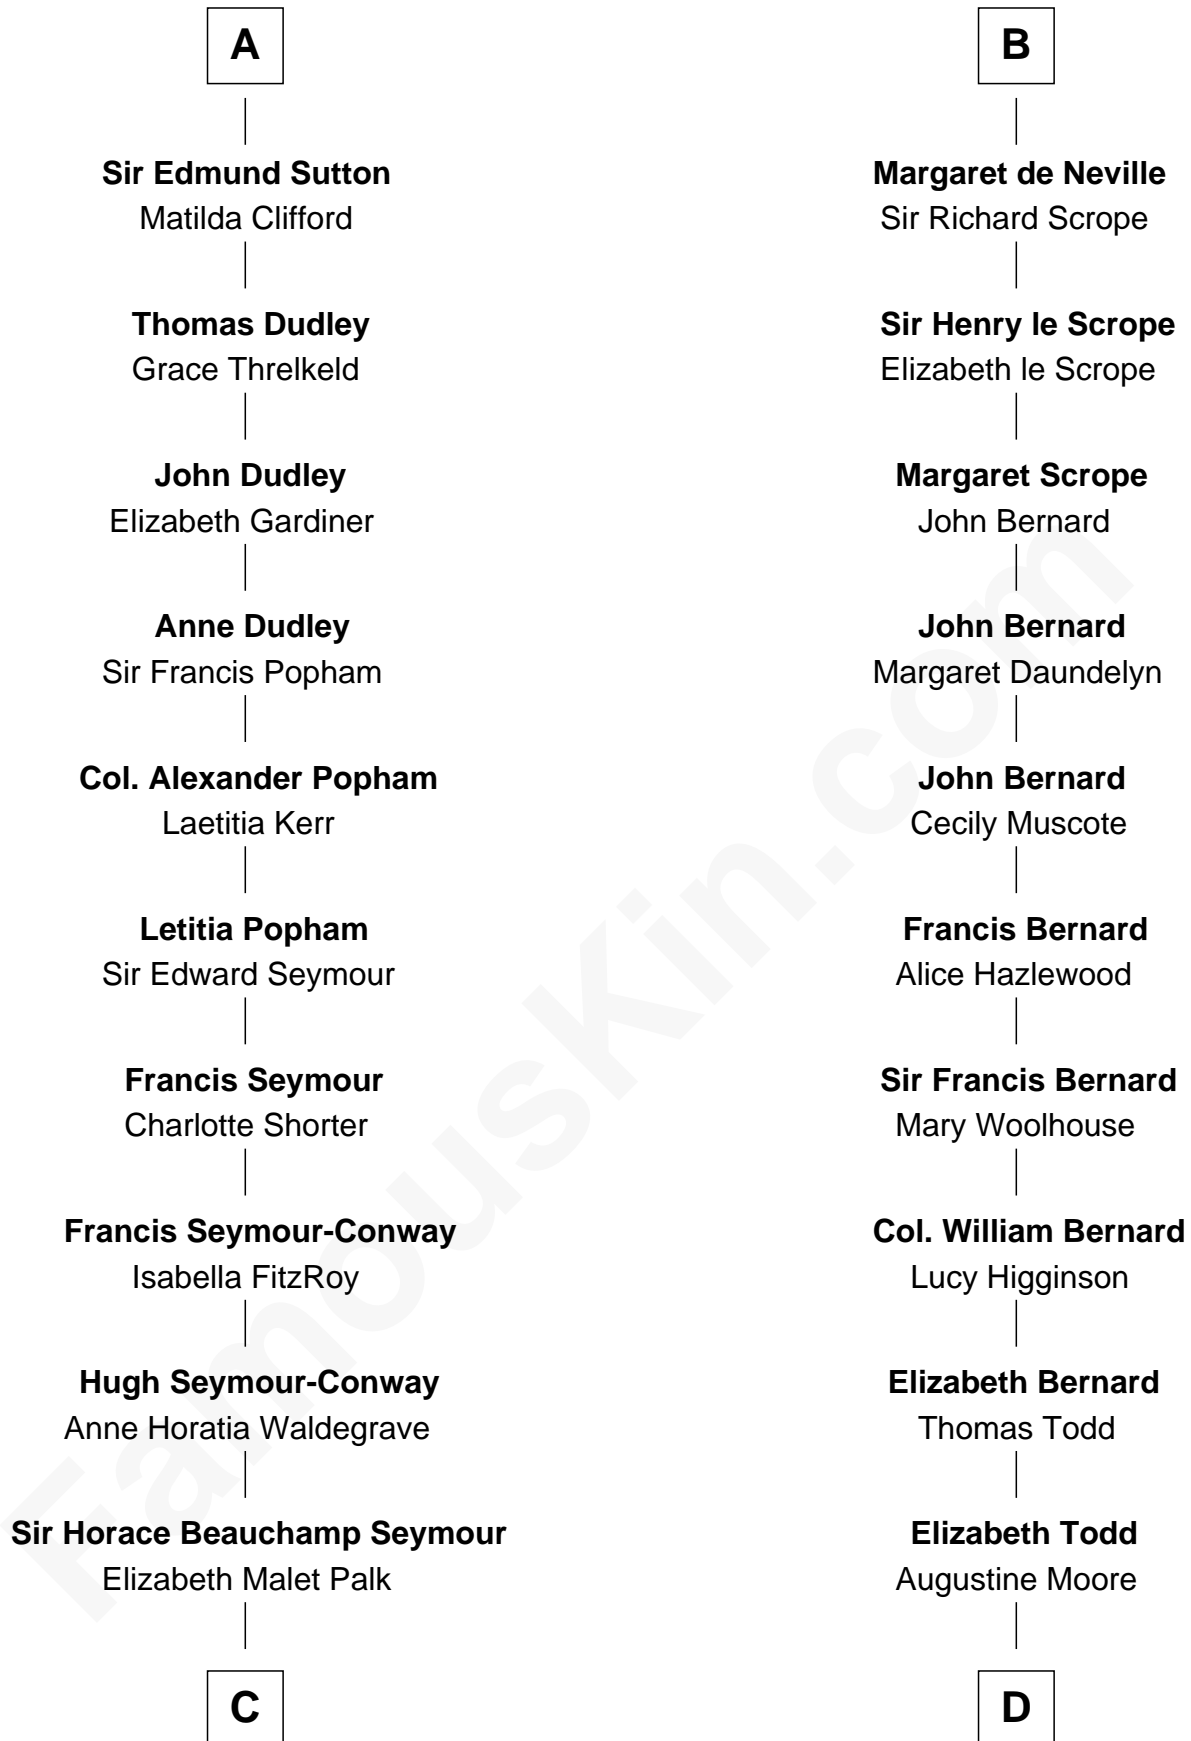 A
Sir Edmund Sutton
Matilda Clifford
Thomas Dudley
Grace Threlkeld
John Dudley
Elizabeth Gardiner
Anne Dudley
Sir Francis Popham
Col. Alexander Popham
Laetitia Kerr
Letitia Popham
Sir Edward Seymour
Francis Seymour
Charlotte Shorter
Francis Seymour-Conway
Isabella FitzRoy
Hugh Seymour-Conway
Anne Horatia Waldegrave
Sir Horace Beauchamp Seymour
Elizabeth Malet Palk
C
B
Margaret de Neville
Sir Richard Scrope
Sir Henry le Scrope
Elizabeth le Scrope
Margaret Scrope
John Bernard
John Bernard
Margaret Daundelyn
John Bernard
Cecily Muscote
Francis Bernard
Alice Hazlewood
Sir Francis Bernard
Mary Woolhouse
Col. William Bernard
Lucy Higginson
Elizabeth Bernard
Thomas Todd
Elizabeth Todd
Augustine Moore
D
FamousKin.com